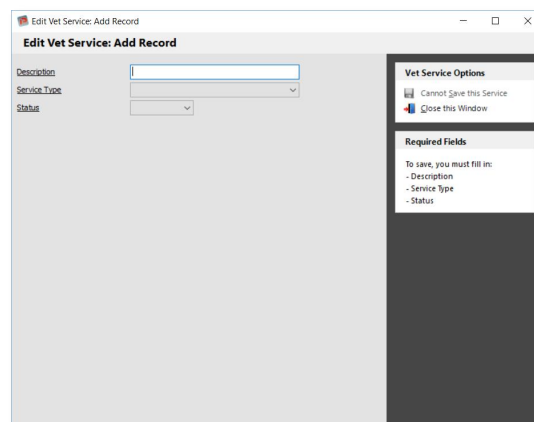 Edit Vet Service: Add Record
Edit Vet Service: Add Record
Description
Service Type
Status
Vet Service Options
Cannot Save this Service
Close this Window
Required Fields
To save, you must fill in:
- Description
- Service Type
- Status